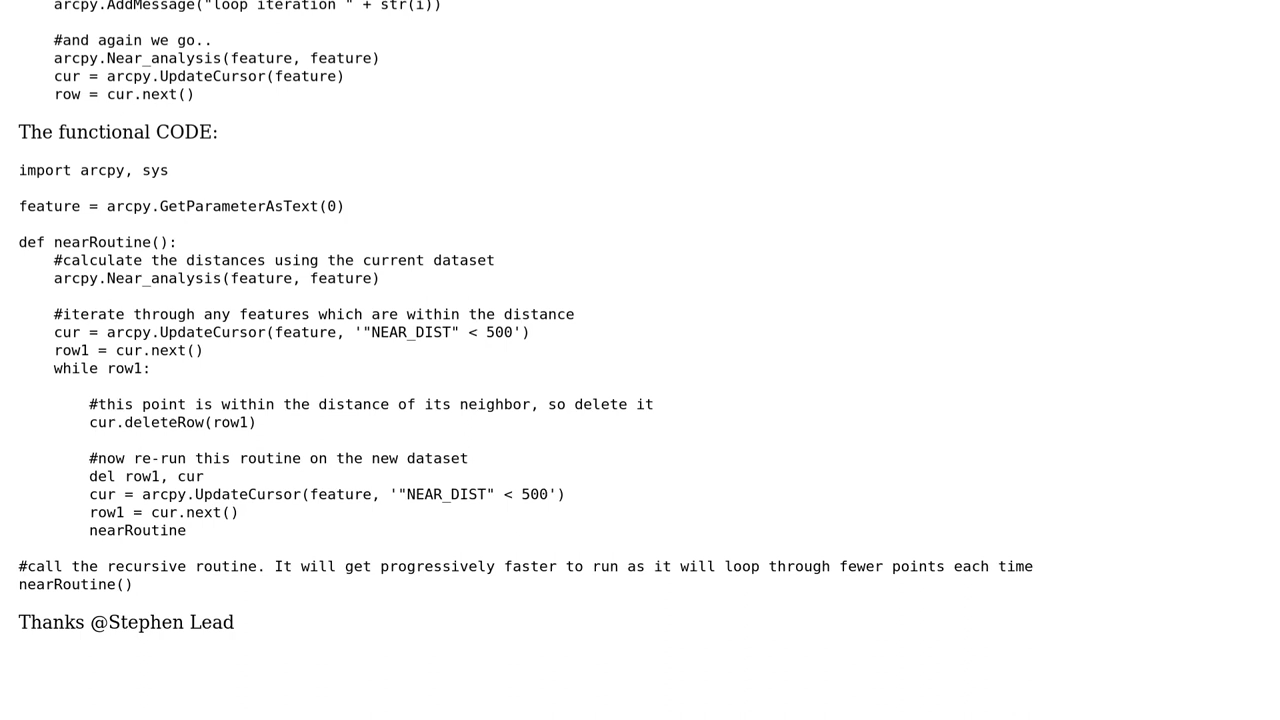 arcpy.AddMessage("loop iteration " + str(i))

    #and again we go..
    arcpy.Near_analysis(feature, feature)
    cur = arcpy.UpdateCursor(feature)
    row = cur.next()

The functional CODE:

import arcpy, sys

feature = arcpy.GetParameterAsText(0)

def nearRoutine():
    #calculate the distances using the current dataset
    arcpy.Near_analysis(feature, feature)

    #iterate through any features which are within the distance
    cur = arcpy.UpdateCursor(feature, '"NEAR_DIST" < 500')
    row1 = cur.next()
    while row1:

        #this point is within the distance of its neighbor, so delete it
        cur.deleteRow(row1)

        #now re-run this routine on the new dataset
        del row1, cur
        cur = arcpy.UpdateCursor(feature, '"NEAR_DIST" < 500')
        row1 = cur.next()
        nearRoutine

#call the recursive routine. It will get progressively faster to run as it will loop through fewer points each time
nearRoutine()

Thanks @Stephen Lead